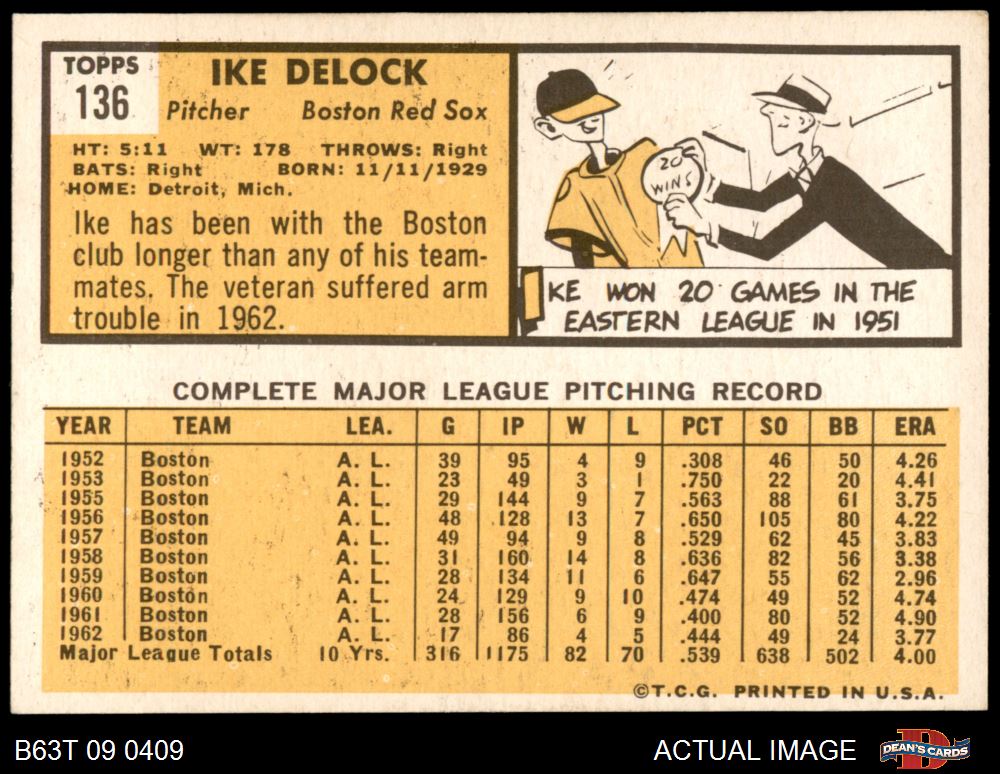 TOPPS
136
IKE DELOCK
Pitcher Boston Red Sox
HT: 5:11 WT: 178 THROWS: Right
BATS: Right BORN: 11/11/1929
HOME: Detroit, Mich.
Ike has been with the Boston
club longer than any of his team-
mates. The veteran suffered arm
trouble in 1962.
20
WINS
IKE WON 20 GAMES IN THE
EASTERN LEAGUE IN 1951
COMPLETE MAJOR LEAGUE PITCHING RECORD
YEAR TEAM LEA. G IP W L PCT SO BB ERA
1952 Boston A. L. 39 95 4 9 .308 46 50 4.26
1953 Boston A. L. 23 49 3 1 .750 22 20 4.41
1955 Boston A. L. 29 144 9 7 .563 88 61 3.75
1956 Boston A. L. 48 128 13 7 .650 105 80 4.22
1957 Boston A. L. 49 94 9 8 .529 62 45 3.83
1958 Boston A. L. 31 160 14 8 .636 82 56 3.38
1959 Boston A. L. 28 134 11 6 .647 55 62 2.96
1960 Boston A. L. 24 129 9 10 .474 49 52 4.74
1961 Boston A. L. 28 156 6 9 .400 80 52 4.90
1962 Boston A. L. 17 86 4 5 .444 49 24 3.77
Major League Totals 10 Yrs. 316 1175 82 70 .539 638 502 4.00
©T.C.G. PRINTED IN U.S.A.
B63T 09 0409
ACTUAL IMAGE
DEAN'S CARDS